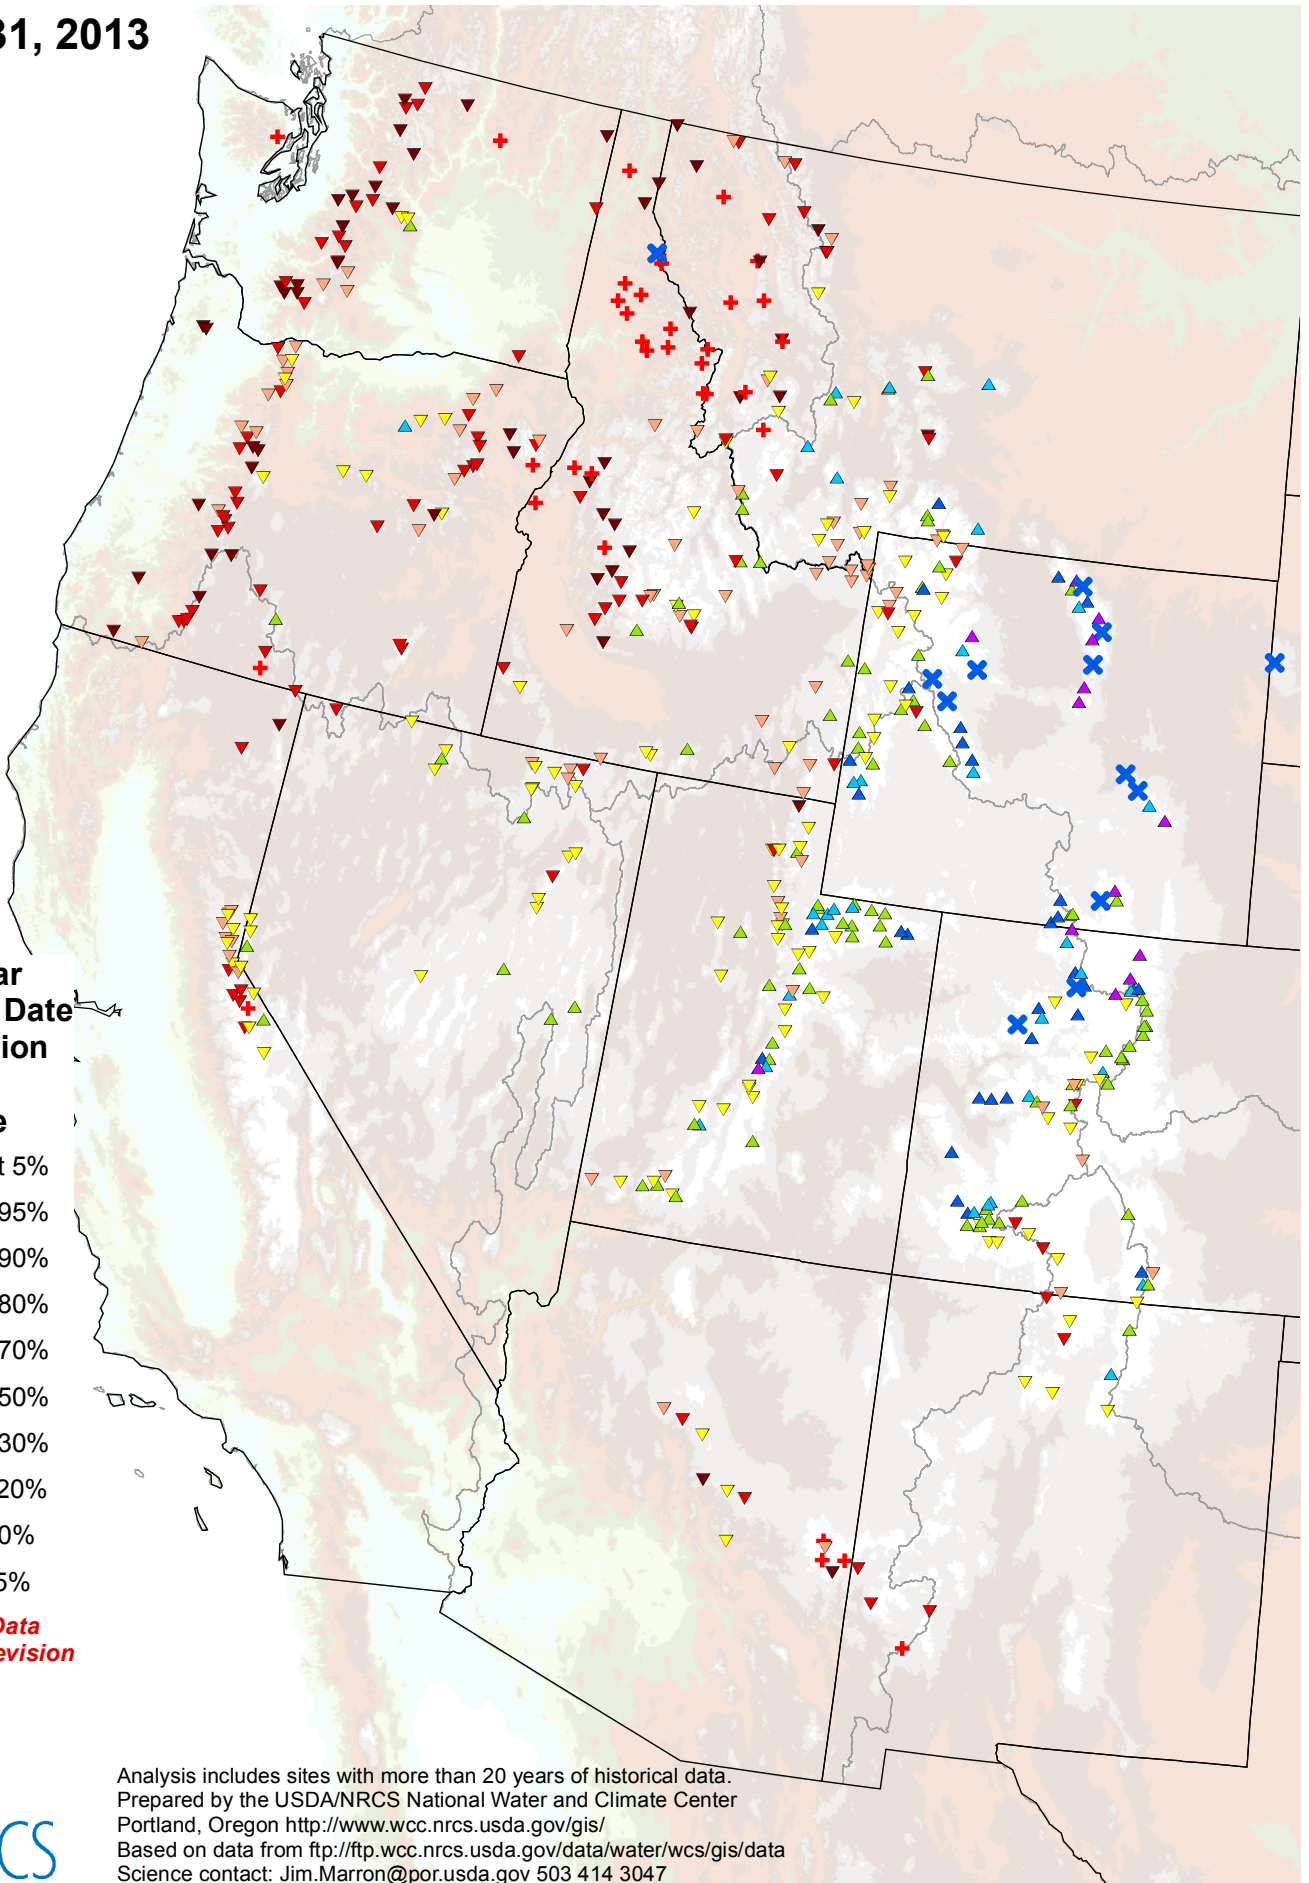 31, 2013
ar
Date
ion
e
t 5%
95%
90%
80%
70%
50%
30%
20%
0%
5%
Data
evision
Analysis includes sites with more than 20 years of historical data.
Prepared by the USDA/NRCS National Water and Climate Center
Portland, Oregon http://www.wcc.nrcs.usda.gov/gis/
Based on data from ftp://ftp.wcc.nrcs.usda.gov/data/water/wcs/gis/data
Science contact: Jim.Marron@por.usda.gov 503 414 3047
CS